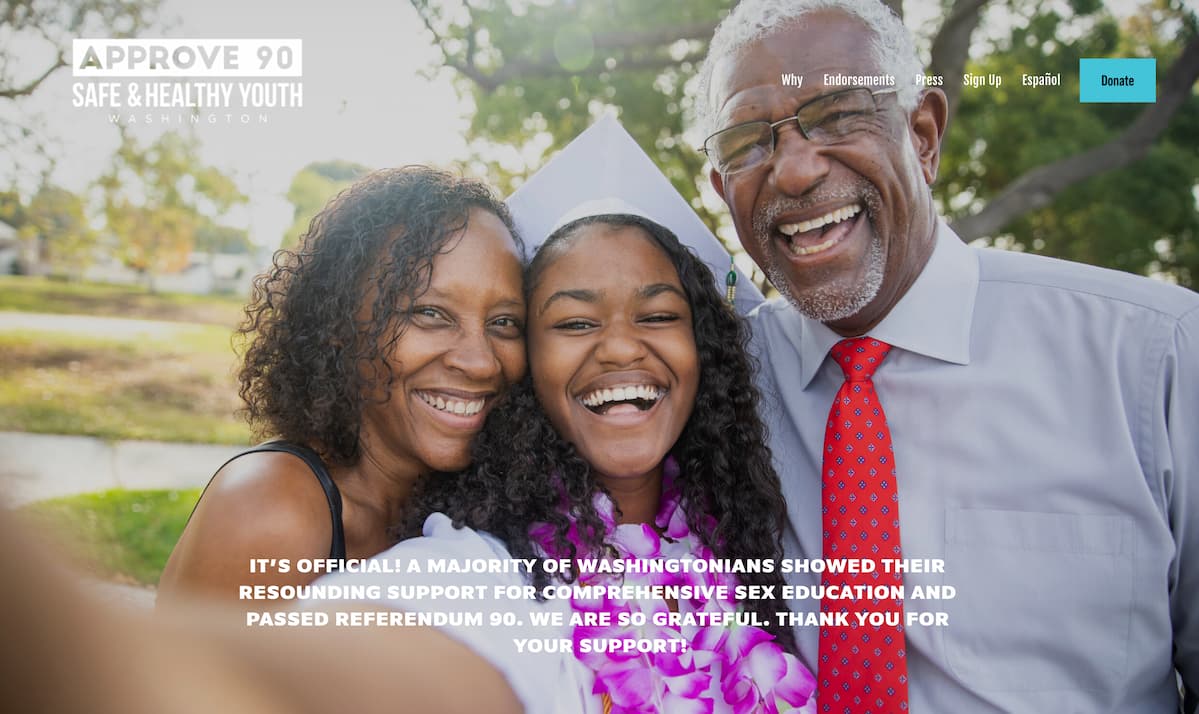 APPROVE 90
SAFE & HEALTHY YOUTH
WASHINGTON
Why Endorsements Press Sign Up Español Donate
IT'S OFFICIAL! A MAJORITY OF WASHINGTONIANS SHOWED THEIR
RESOUNDING SUPPORT FOR COMPREHENSIVE SEX EDUCATION AND
PASSED REFERENDUM 90. WE ARE SO GRATEFUL. THANK YOU FOR
YOUR SUPPORT!